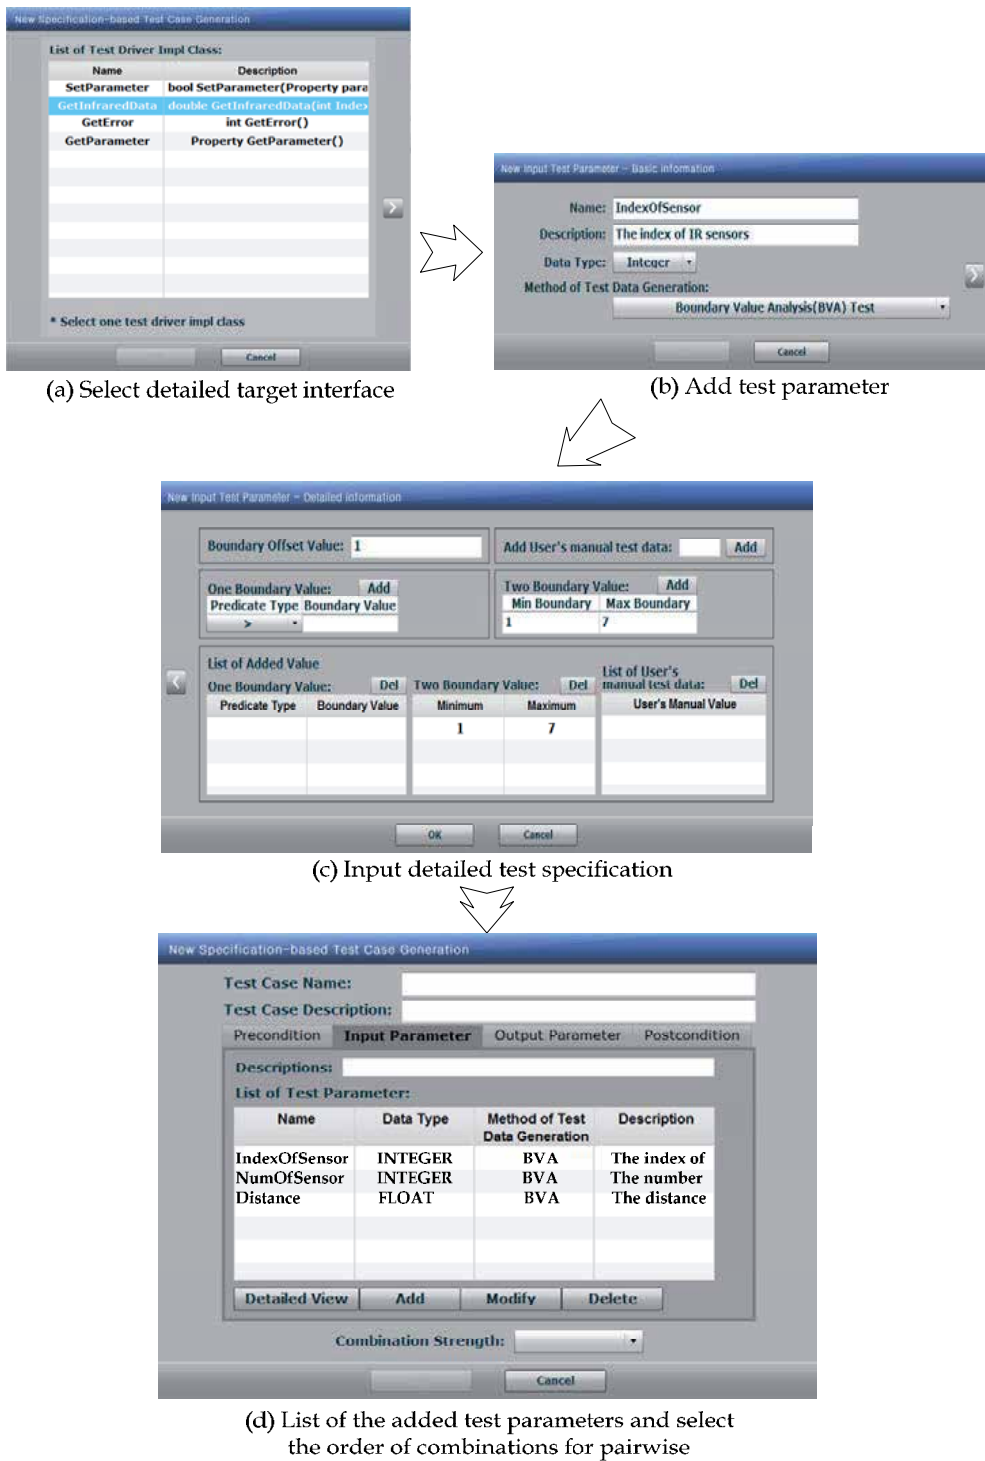 New Specification-based Test Case Generation
List of Test Driver Impl Class:
Name Description
SetParameter bool SetParameter(Property para
GetInfraredData double GetInfraredData(int Index
GetError int GetError()
GetParameter Property GetParameter()
>
* Select one test driver impl class
Cancel
(a) Select detailed target interface
New Input Test Parameter - Basic information
Name: IndexOfSensor
Description: The index of IR sensors
Data Type: Integer
Method of Test Data Generation:
Boundary Value Analysis(BVA) Test
>
Cancel
(b) Add test parameter
New Input Test Parameter - Detailed information
Boundary Offset Value: 1
Add User's manual test data: Add
One Boundary Value: Add
Predicate Type Boundary Value
>
Two Boundary Value: Add
Min Boundary Max Boundary
1 7
<
List of Added Value
One Boundary Value: Del
Predicate Type Boundary Value
Two Boundary Value: Del
Minimum Maximum
1 7
List of User's
manual test data: Del
User's Manual Value
OK Cancel
(c) Input detailed test specification
New Specification-based Test Case Generation
Test Case Name:
Test Case Description:
Precondition Input Parameter Output Parameter Postcondition
Descriptions:
List of Test Parameter:
Name Data Type Method of Test Description
Data Generation
IndexOfSensor INTEGER BVA The index of
NumOfSensor INTEGER BVA The number
Distance FLOAT BVA The distance
Detailed View Add Modify Delete
Combination Strength:
Cancel
(d) List of the added test parameters and select
the order of combinations for pairwise